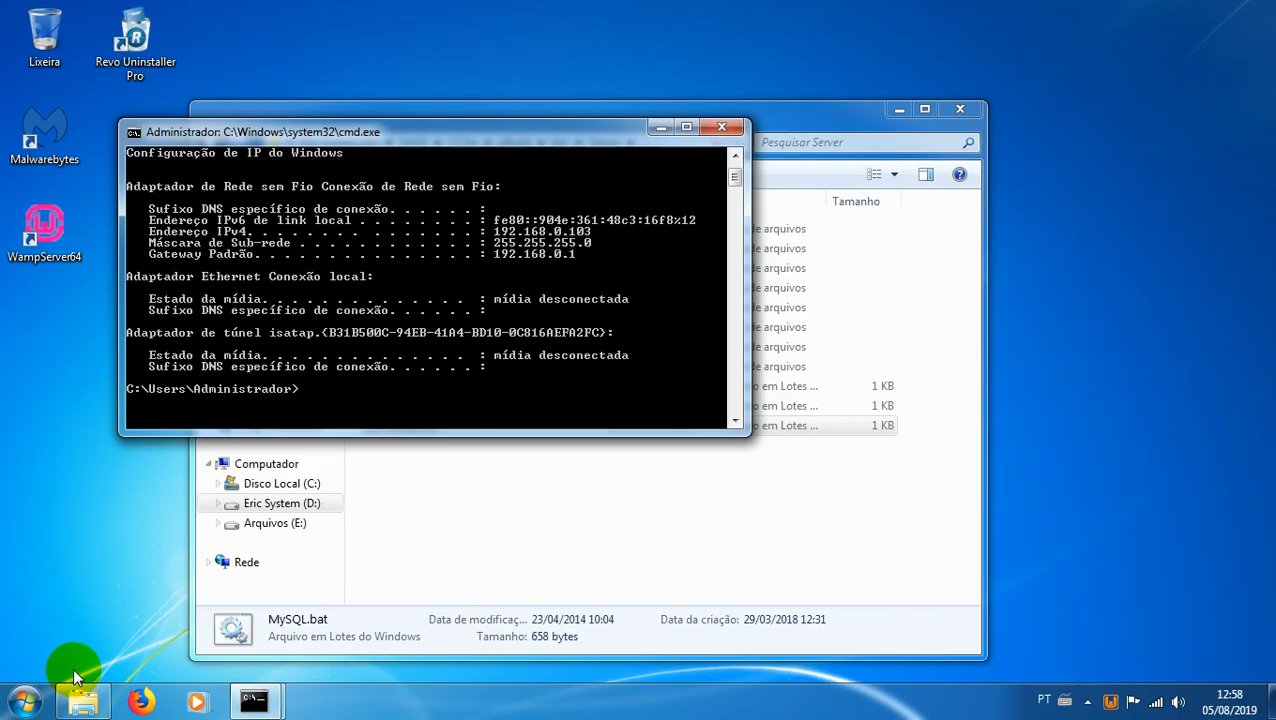 Lixeira
Revo Uninstaller
Pro
Malwarebytes
WampServer64
Administrador: C:\Windows\system32\cmd.exe
Configuração de IP do Windows
Adaptador de Rede sem Fio Conexão de Rede sem Fio:
Sufixo DNS específico de conexão. . . . . . :
Endereço IPv6 de link local . . . . . . . . : fe80::904e:361:48c3:16f8%12
Endereço IPv4. . . . . . . . . . . . . . . : 192.168.0.103
Máscara de Sub-rede . . . . . . . . . . . . : 255.255.255.0
Gateway Padrão. . . . . . . . . . . . . . . : 192.168.0.1
Adaptador Ethernet Conexão local:
Estado da mídia. . . . . . . . . . . . . . : mídia desconectada
Sufixo DNS específico de conexão. . . . . . :
Adaptador de túnel isatap.{B31B500C-94EB-41A4-BD10-0C816AEFA2FC}:
Estado da mídia. . . . . . . . . . . . . . : mídia desconectada
Sufixo DNS específico de conexão. . . . . . :
C:\Users\Administrador>
Pesquisar Server
Tamanho
de arquivos
de arquivos
de arquivos
de arquivos
de arquivos
de arquivos
de arquivos
de arquivos
o em Lotes ... 1 KB
o em Lotes ... 1 KB
o em Lotes ... 1 KB
Computador
Disco Local (C:)
Eric System (D:)
Arquivos (E:)
Rede
MySQL.bat Data de modificaç... 23/04/2014 10:04 Data da criação: 29/03/2018 12:31
Arquivo em Lotes do Windows Tamanho: 658 bytes
PT
12:58
05/08/2019